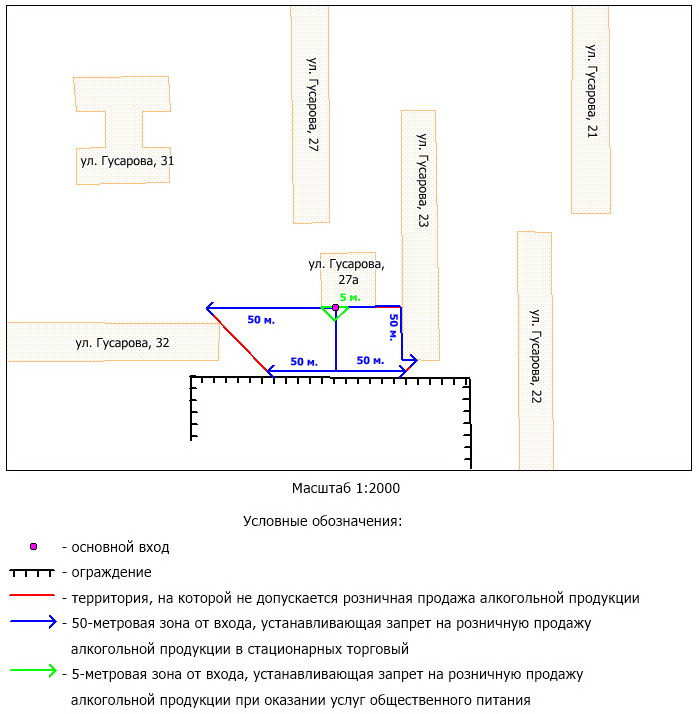 ул. Гусарова, 27
ул. Гусарова, 21
ул. Гусарова, 23
ул. Гусарова, 31
ул. Гусарова,
27а
5 м.
50 м.
50 м.
ул. Гусарова, 32
50 м.
50 м.
ул. Гусарова, 22
Масштаб 1:2000
Условные обозначения:
- основной вход
- ограждение
- территория, на которой не допускается розничная продажа алкогольной продукции
- 50-метровая зона от входа, устанавливающая запрет на розничную продажу
алкогольной продукции в стационарных торговый
- 5-метровая зона от входа, устанавливающая запрет на розничную продажу
алкогольной продукции при оказании услуг общественного питания